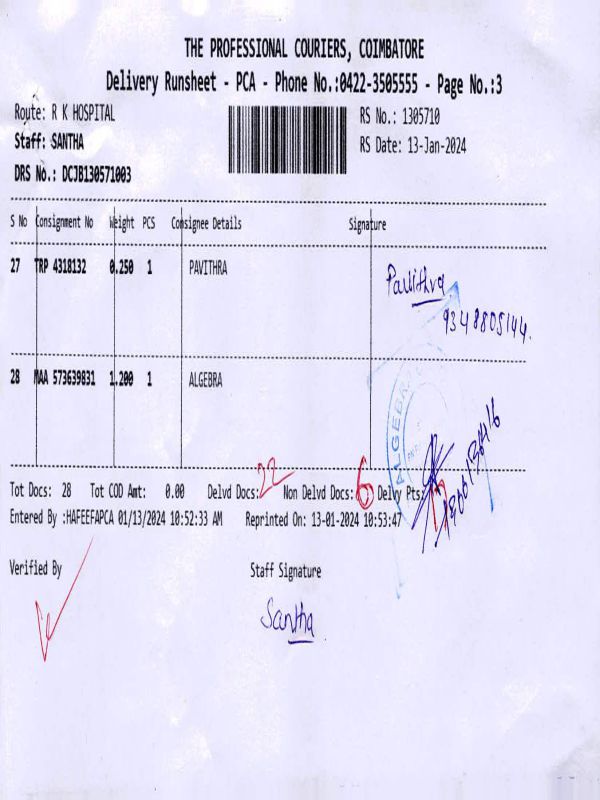 THE PROFESSIONAL COURIERS, COIMBATORE
Delivery Runsheet - PCA - Phone No.:0422-3505555 - Page No.:3
Route: R K HOSPITAL
RS No.: 1305710
Staff: SANTHA
RS Date: 13-Jan-2024
DRS No.: DCJB130571003
S No Consignment No Weight PCS Consignee Details Signature
27 TRP 4318132 0.250 1 PAVITHRA
Pavithra
9348805144.
28 MAA 573639831 1.200 1 ALGEBRA
ALGEBRA
Tot Docs: 28 Tot COD Amt: 0.00 Delvd Docs: 22 Non Delvd Docs: 6 Delvy Pts:
Entered By :HAFEEFAPCA 01/13/2024 10:52:33 AM Reprinted On: 13-01-2024 10:53:47
Verified By
Staff Signature
Santha